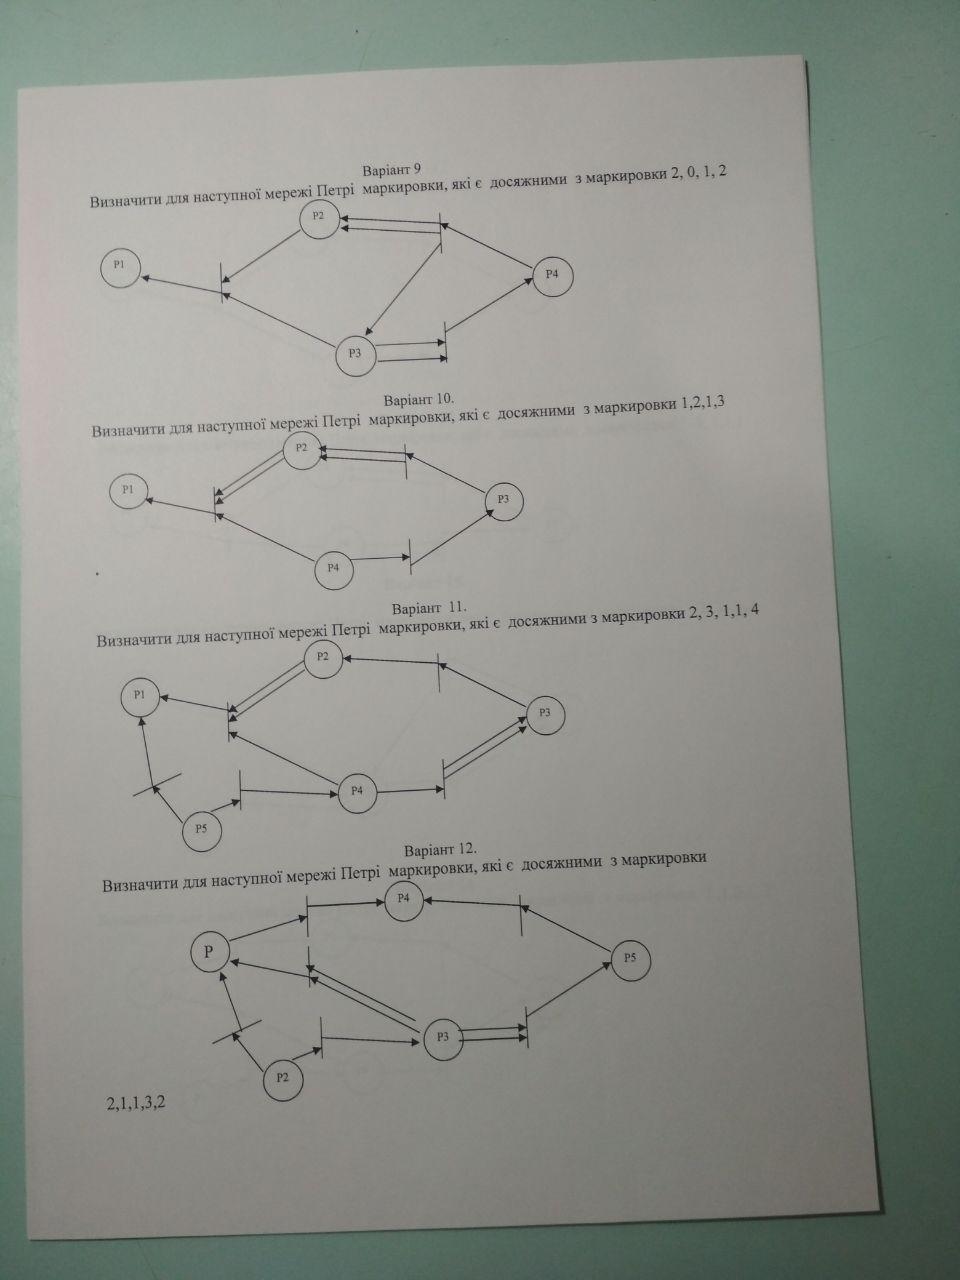 Варіант 9
Визначити для наступної мережі Петрі маркировки, які є досяжними з маркировки 2, 0, 1, 2
P2
P1
P4
P3
Варіант 10.
Визначити для наступної мережі Петрі маркировки, які є досяжними з маркировки 1,2,1,3
P2
P1
P3
P4
Варіант 11.
Визначити для наступної мережі Петрі маркировки, які є досяжними з маркировки 2, 3, 1,1, 4
P2
P1
P3
P4
P5
Варіант 12.
Визначити для наступної мережі Петрі маркировки, які є досяжними з маркировки
P4
P
P5
P3
P2
2,1,1,3,2